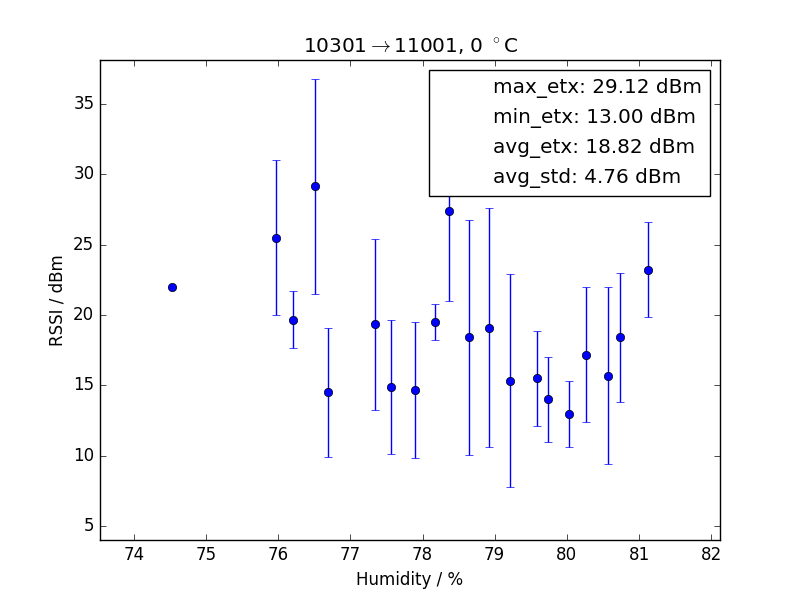 10301→11001, 0 °C
max_etx: 29.12 dBm
min_etx: 13.00 dBm
avg_etx: 18.82 dBm
avg_std: 4.76 dBm
RSSI / dBm
35
30
25
20
15
10
5
74 75 76 77 78 79 80 81 82
Humidity / %